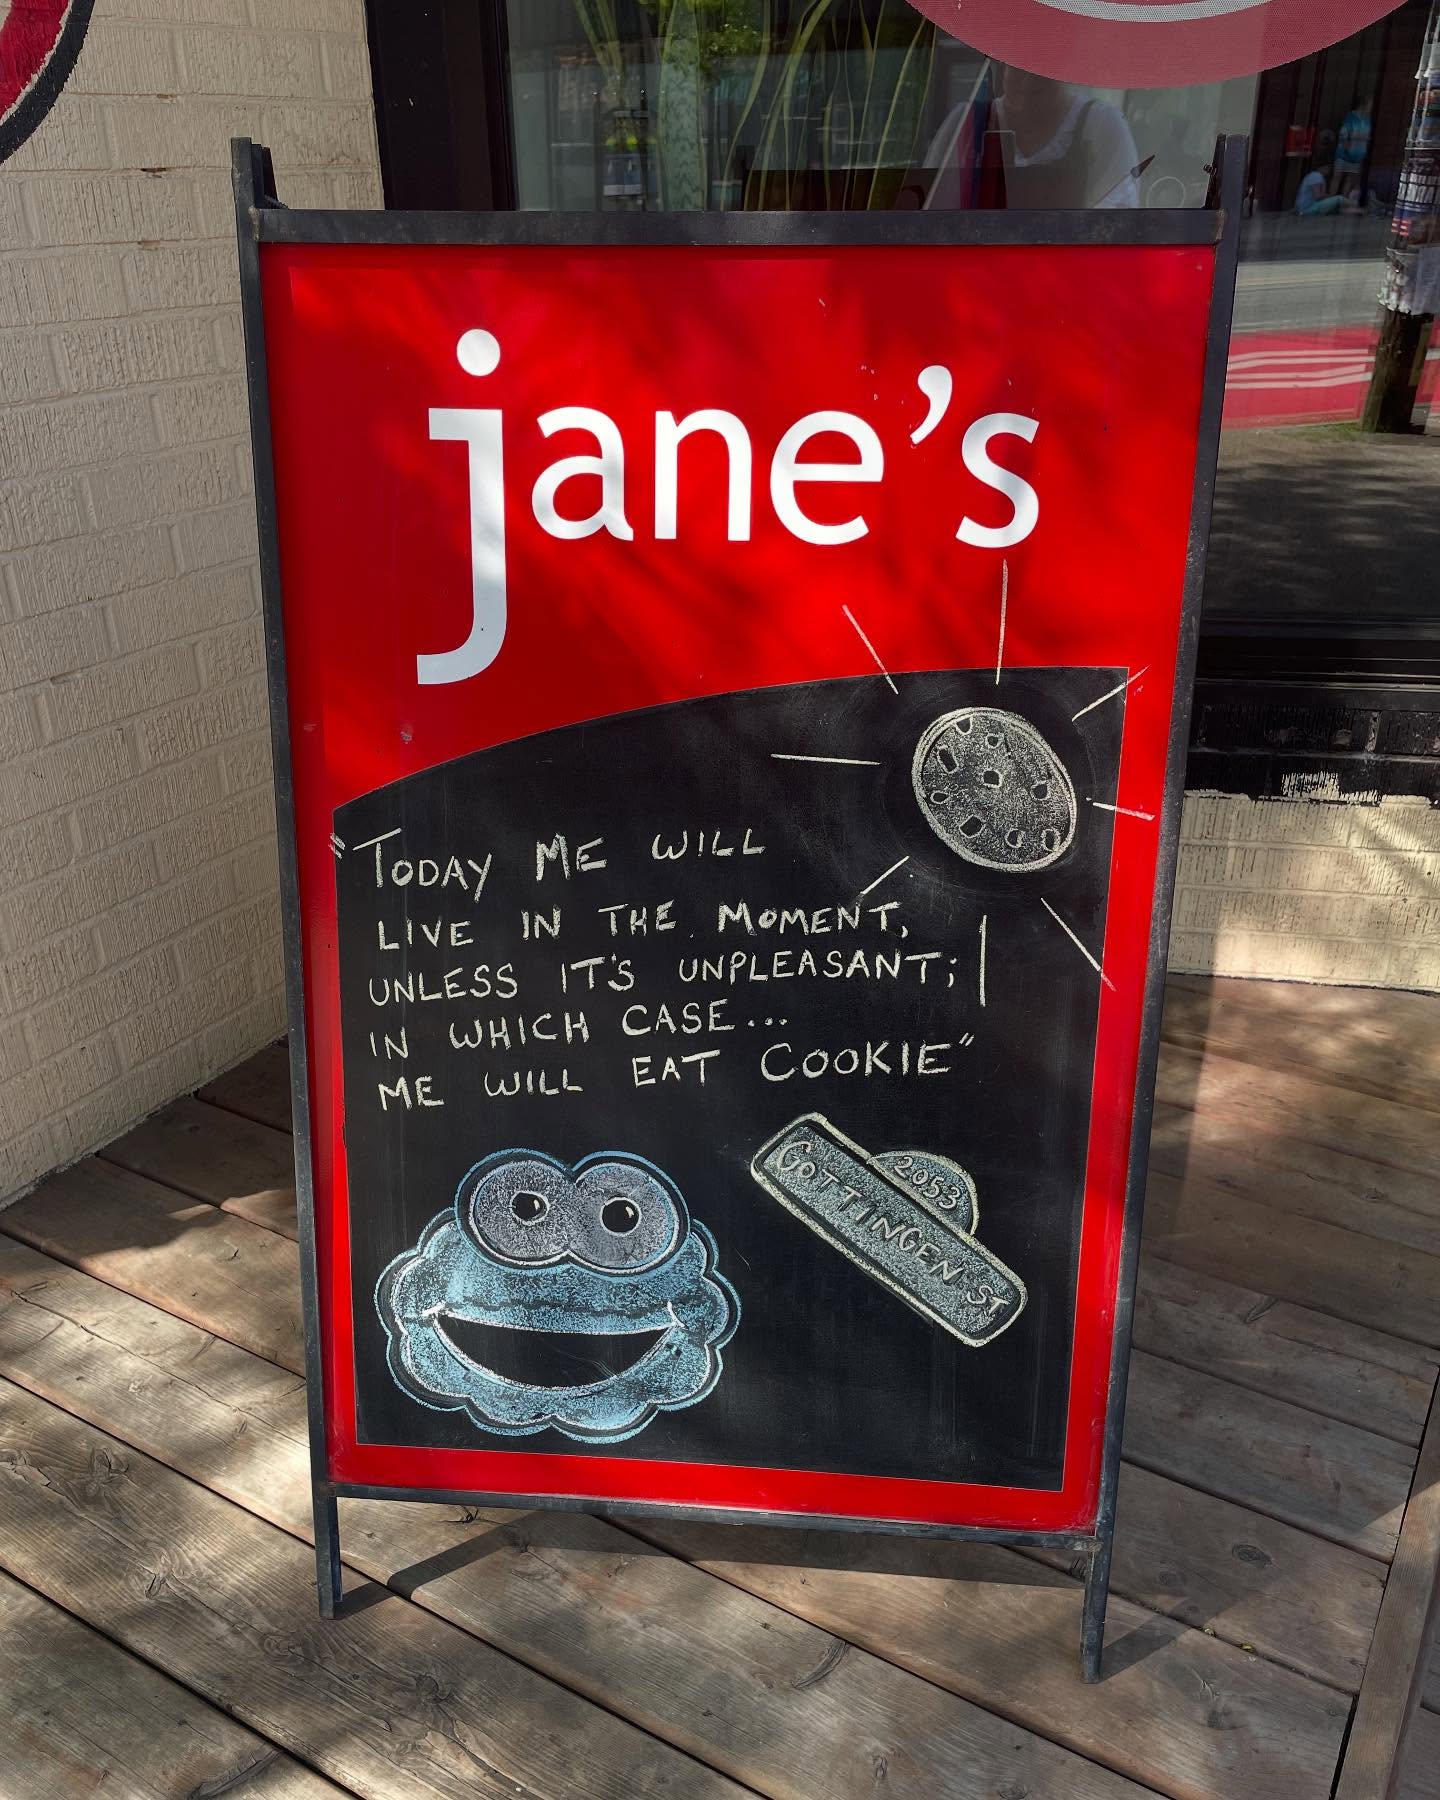 jane's
"TODAY ME WILL
LIVE IN THE MOMENT,
UNLESS IT'S UNPLEASANT;
IN WHICH CASE...
ME WILL EAT COOKIE"
2053
COTTINGEN ST